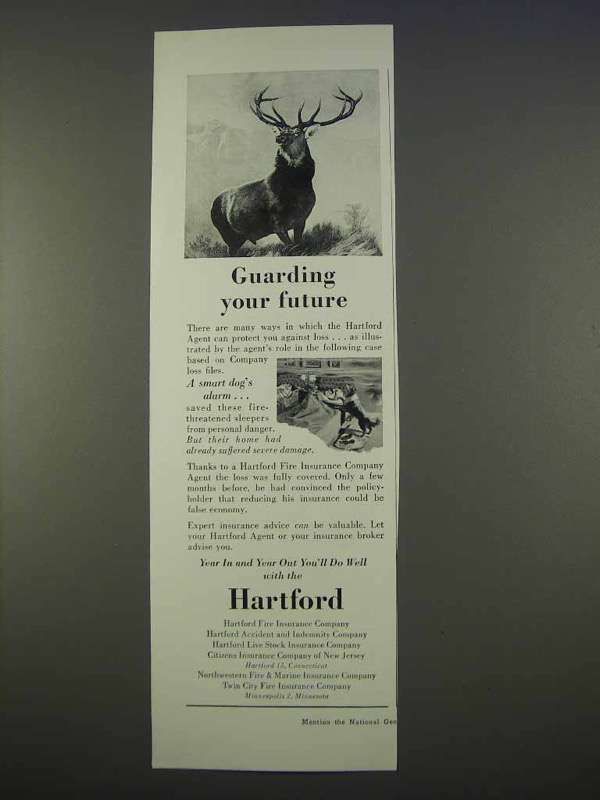 Guarding
your future
There are many ways in which the Hartford
Agent can protect you against loss . . . as illus-
trated by the agent's role in the following case
based on Company
loss files.
A smart dog's
alarm . . .
saved these fire-
threatened sleepers
from personal danger.
But their home had
already suffered severe damage.
Thanks to a Hartford Fire Insurance Company
Agent the loss was fully covered. Only a few
months before, he had convinced the policy-
holder that reducing his insurance could be
false economy.
Expert insurance advice can be valuable. Let
your Hartford Agent or your insurance broker
advise you.
Year In and Year Out You'll Do Well
with the
Hartford
Hartford Fire Insurance Company
Hartford Accident and Indemnity Company
Hartford Live Stock Insurance Company
Citizens Insurance Company of New Jersey
Hartford 15, Connecticut
Northwestern Fire & Marine Insurance Company
Twin City Fire Insurance Company
Minneapolis 2, Minnesota
Mention the National Geo